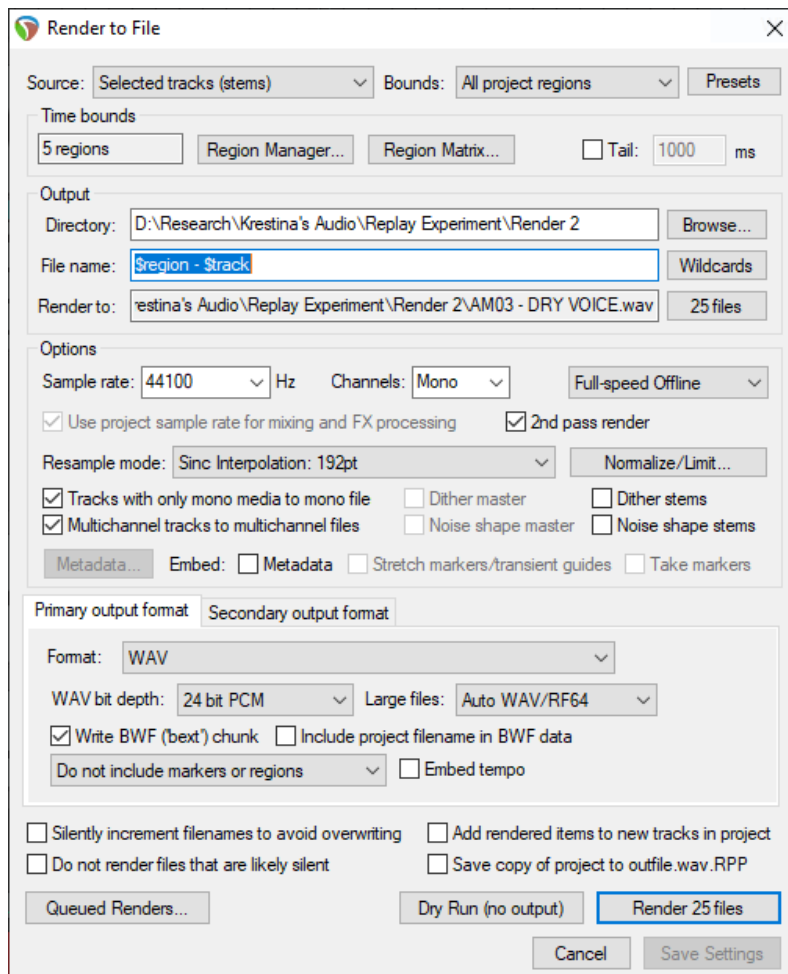 Render to File
Source: Selected tracks (stems) Bounds: All project regions Presets
Time bounds
5 regions Region Manager... Region Matrix... Tail: 1000 ms
Output
Directory: D:\Research\Krestina's Audio\Replay Experiment\Render 2 Browse...
File name: $region - $track Wildcards
Render to: restina's Audio\Replay Experiment\Render 2\AM03 - DRY VOICE.wav 25 files
Options
Sample rate: 44100 Hz Channels: Mono Full-speed Offline
Use project sample rate for mixing and FX processing 2nd pass render
Resample mode: Sinc Interpolation: 192pt Normalize/Limit...
Tracks with only mono media to mono file Dither master Dither stems
Multichannel tracks to multichannel files Noise shape master Noise shape stems
Metadata... Embed: Metadata Stretch markers/transient guides Take markers
Primary output format Secondary output format
Format: WAV
WAV bit depth: 24 bit PCM Large files: Auto WAV/RF64
Write BWF ('bext') chunk Include project filename in BWF data
Do not include markers or regions Embed tempo
Silently increment filenames to avoid overwriting Add rendered items to new tracks in project
Do not render files that are likely silent Save copy of project to outfile.wav.RPP
Queued Renders... Dry Run (no output) Render 25 files
Cancel Save Settings